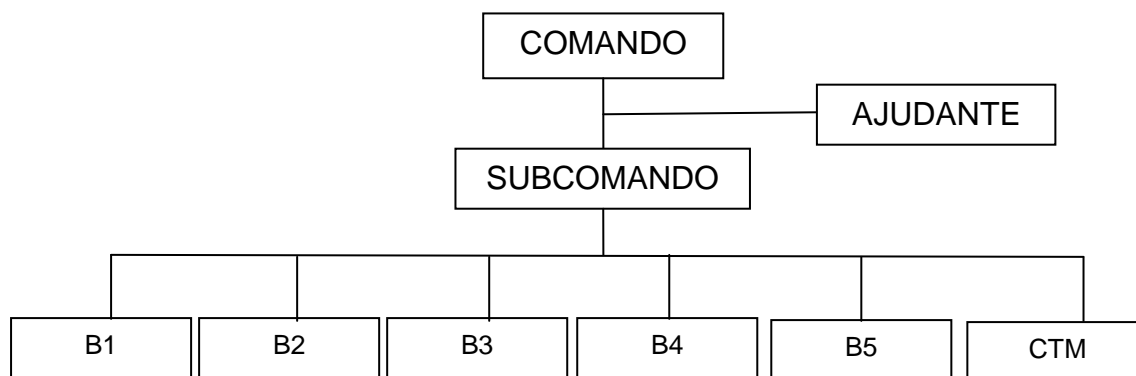 COMANDO
AJUDANTE
SUBCOMANDO
B1
B2
B3
B4
B5
CTM